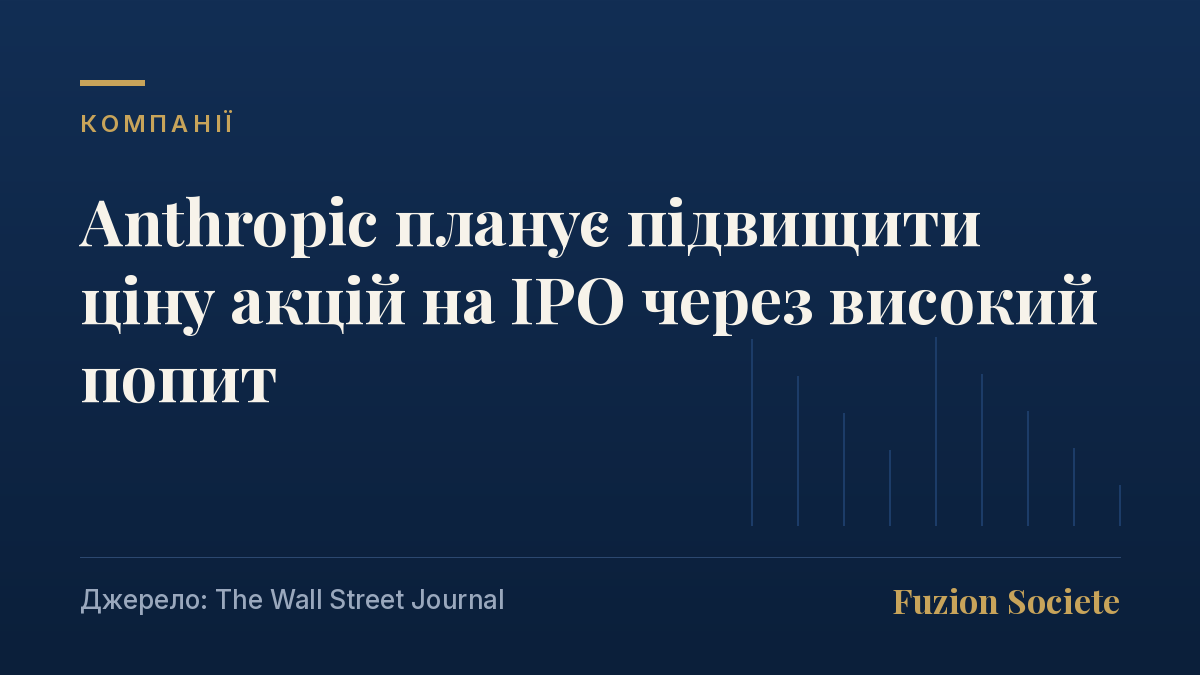 КОМПАНІЇ
Anthropic планує підвищити
ціну акцій на IPO через високий
попит
Джерело: The Wall Street Journal
Fuzion Societe